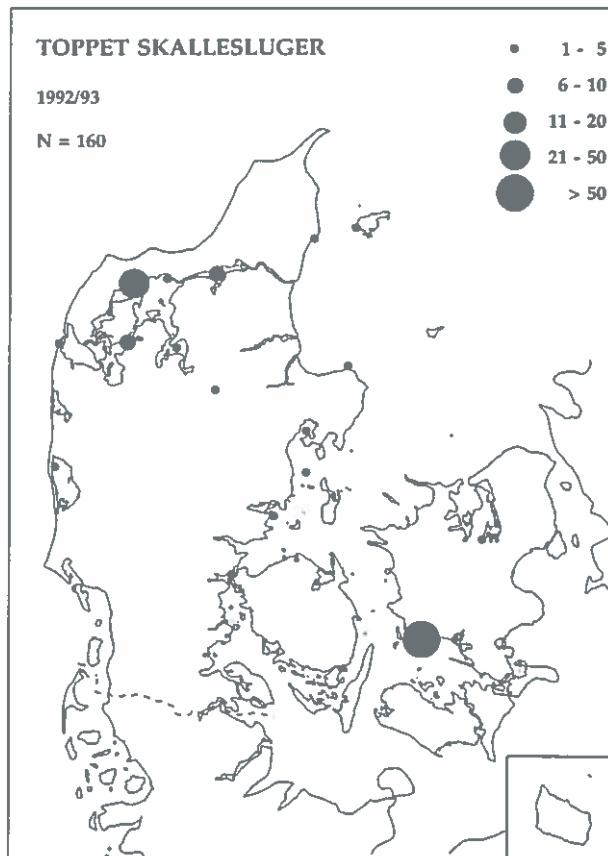 TOPPET SKALLESLUGER
1992/93
N = 160
1 - 5
6 - 10
11 - 20
21 - 50
> 50